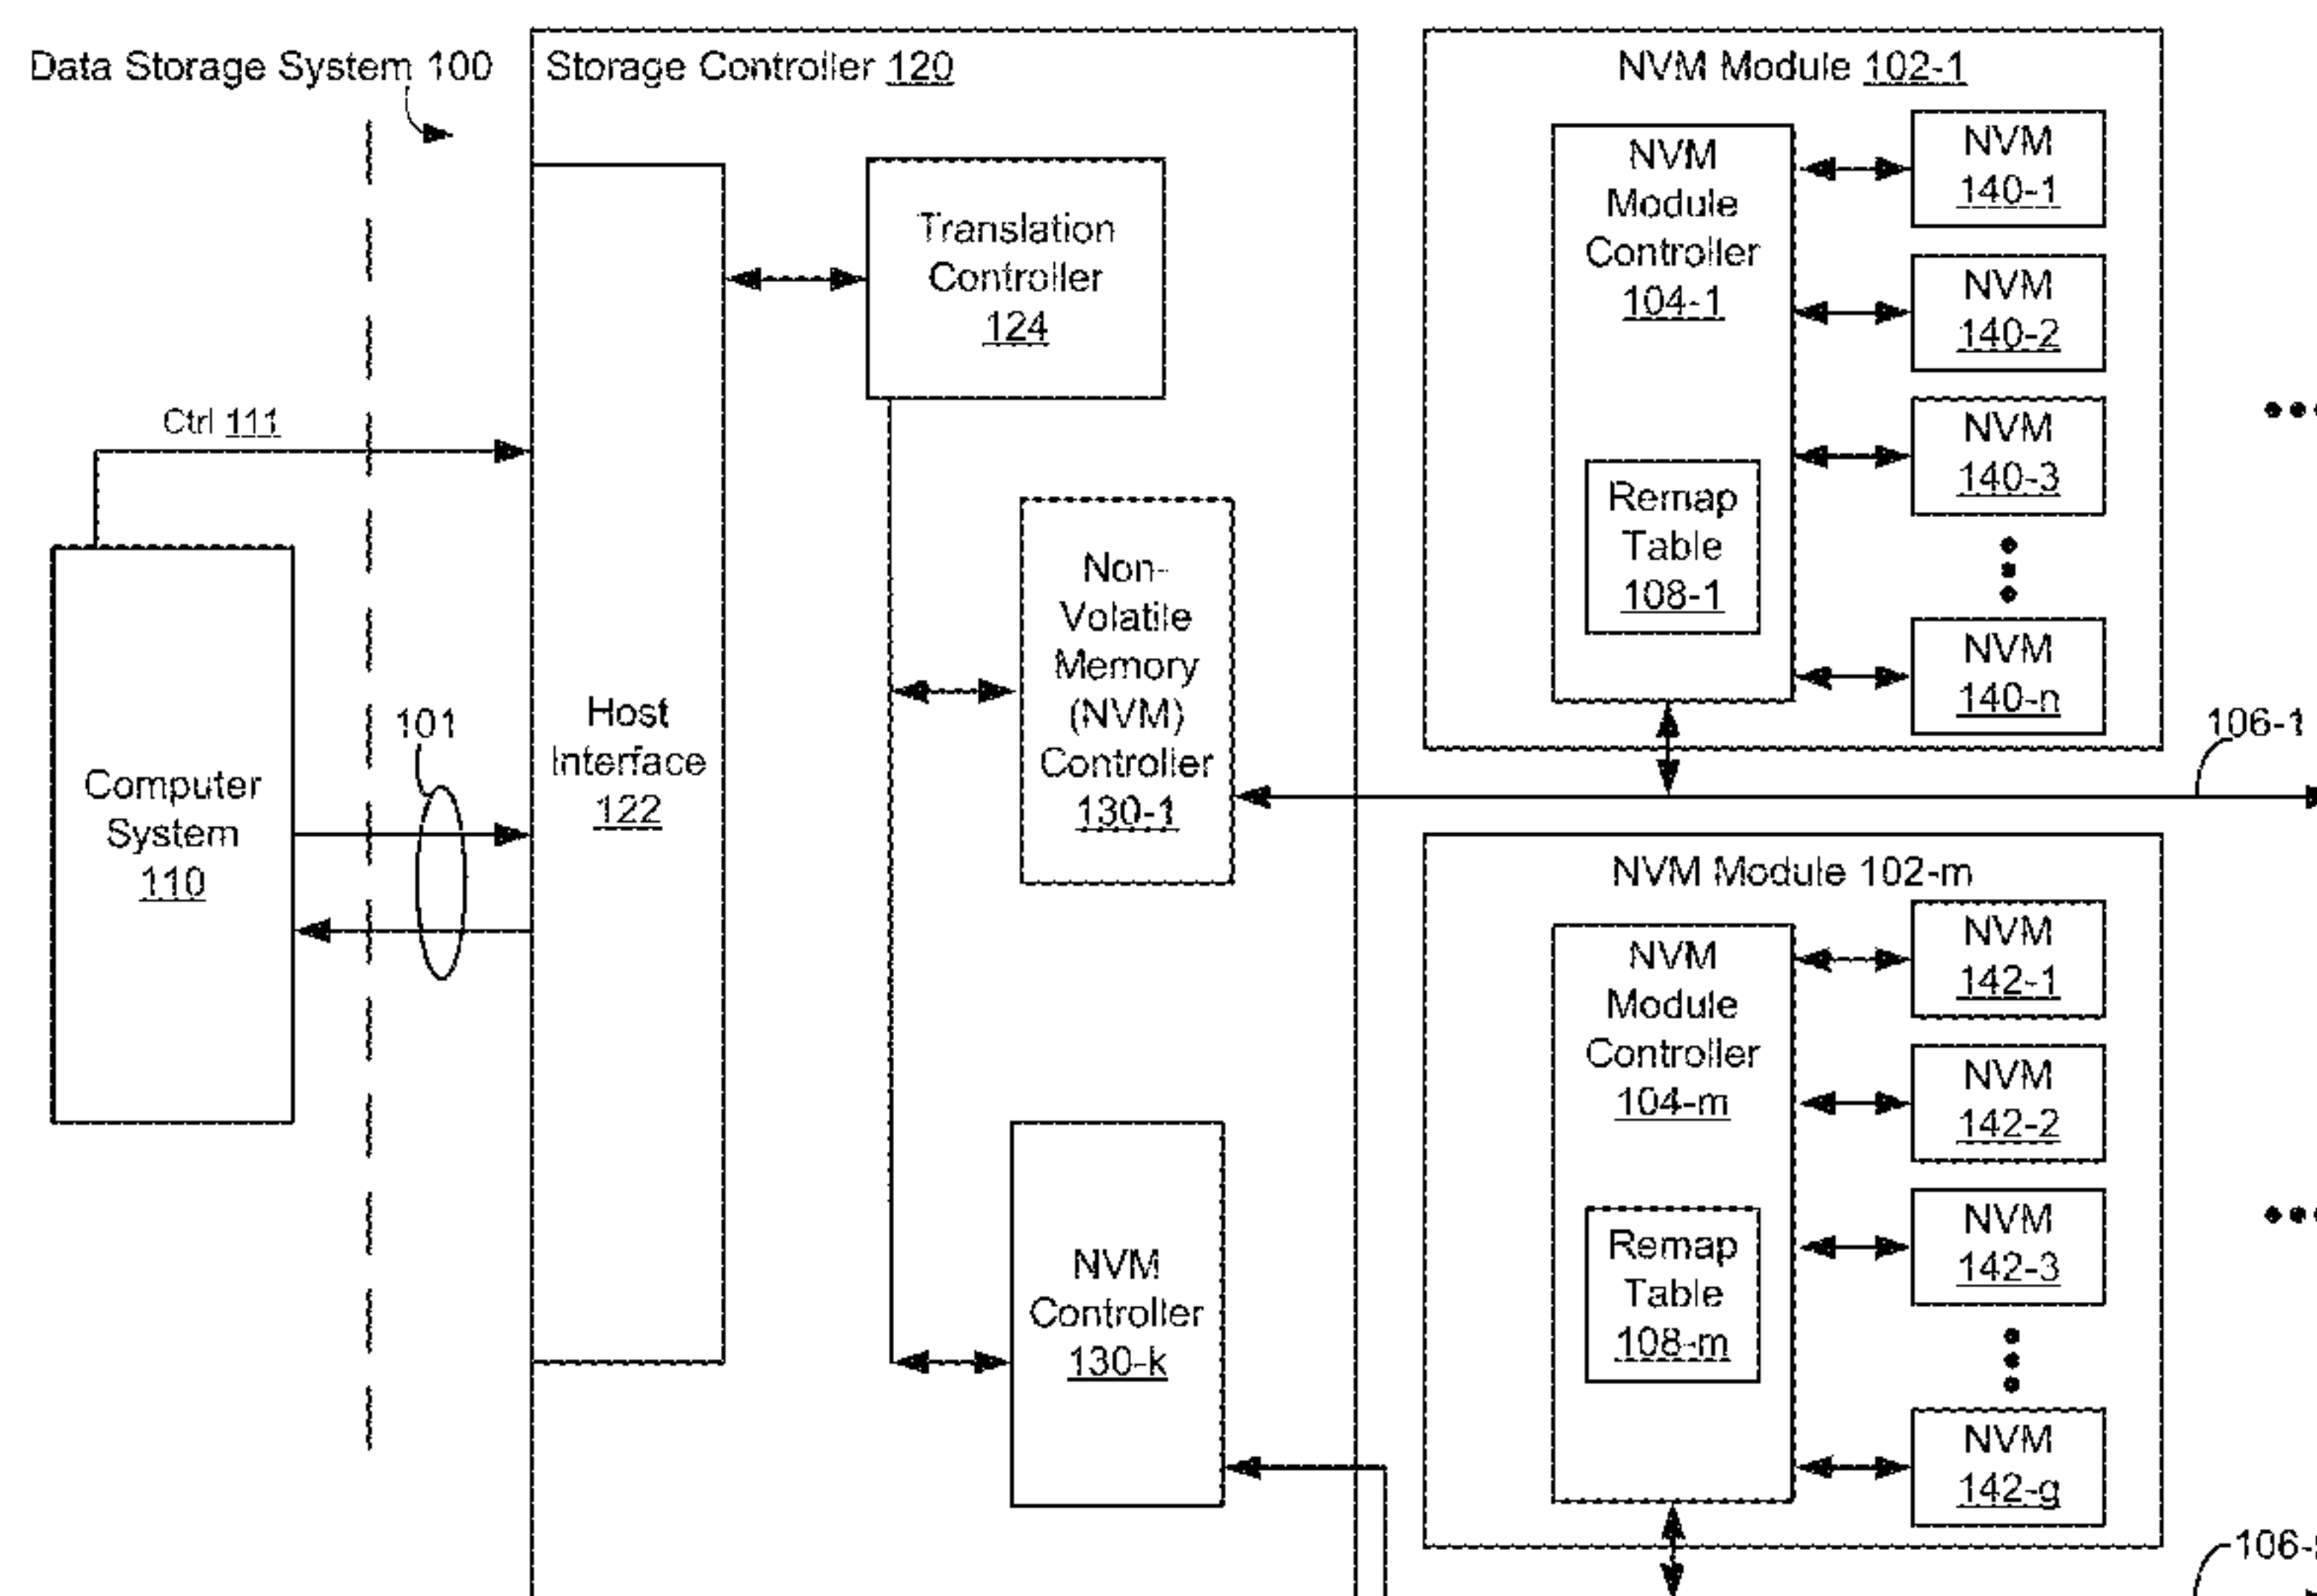 Data Storage System 100
Storage Controller 120
Translation
Controller
124
Ctrl 111
Computer
System
110
101
Host
Interface
122
Non-
Volatile
Memory
(NVM)
Controller
130-1
NVM
Controller
130-k
NVM Module 102-1
NVM
Module
Controller
104-1
Remap
Table
108-1
NVM
140-1
NVM
140-2
NVM
140-3
NVM
140-n
106-1
NVM Module 102-m
NVM
Module
Controller
104-m
Remap
Table
108-m
NVM
142-1
NVM
142-2
NVM
142-3
NVM
142-g